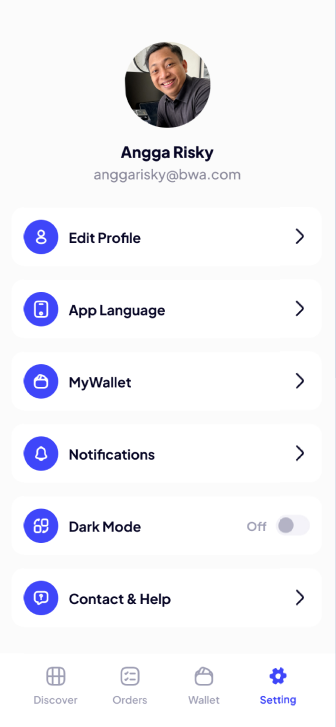 Angga Risky
anggarisky@bwa.com
Edit Profile
App Language
MyWallet
Notifications
Dark Mode
Off
Contact & Help
Discover
Orders
Wallet
Setting